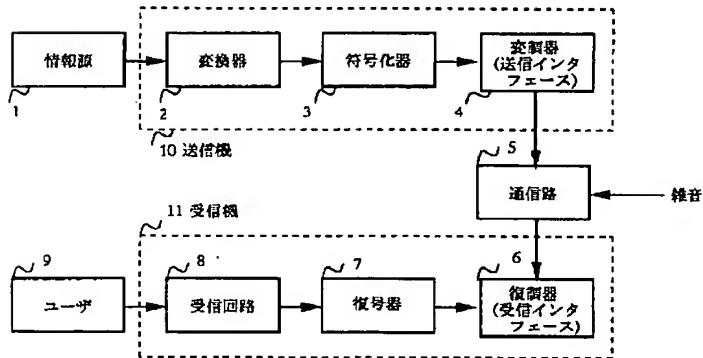 情報源
変換器
符号化器
変調器
(送信インタ
フェース)
1
2
3
4
10 送信機
5
通信路
雑音
11 受信機
9
8
7
6
ユーザ
受信回路
復号器
復調器
(受信インタ
フェース)